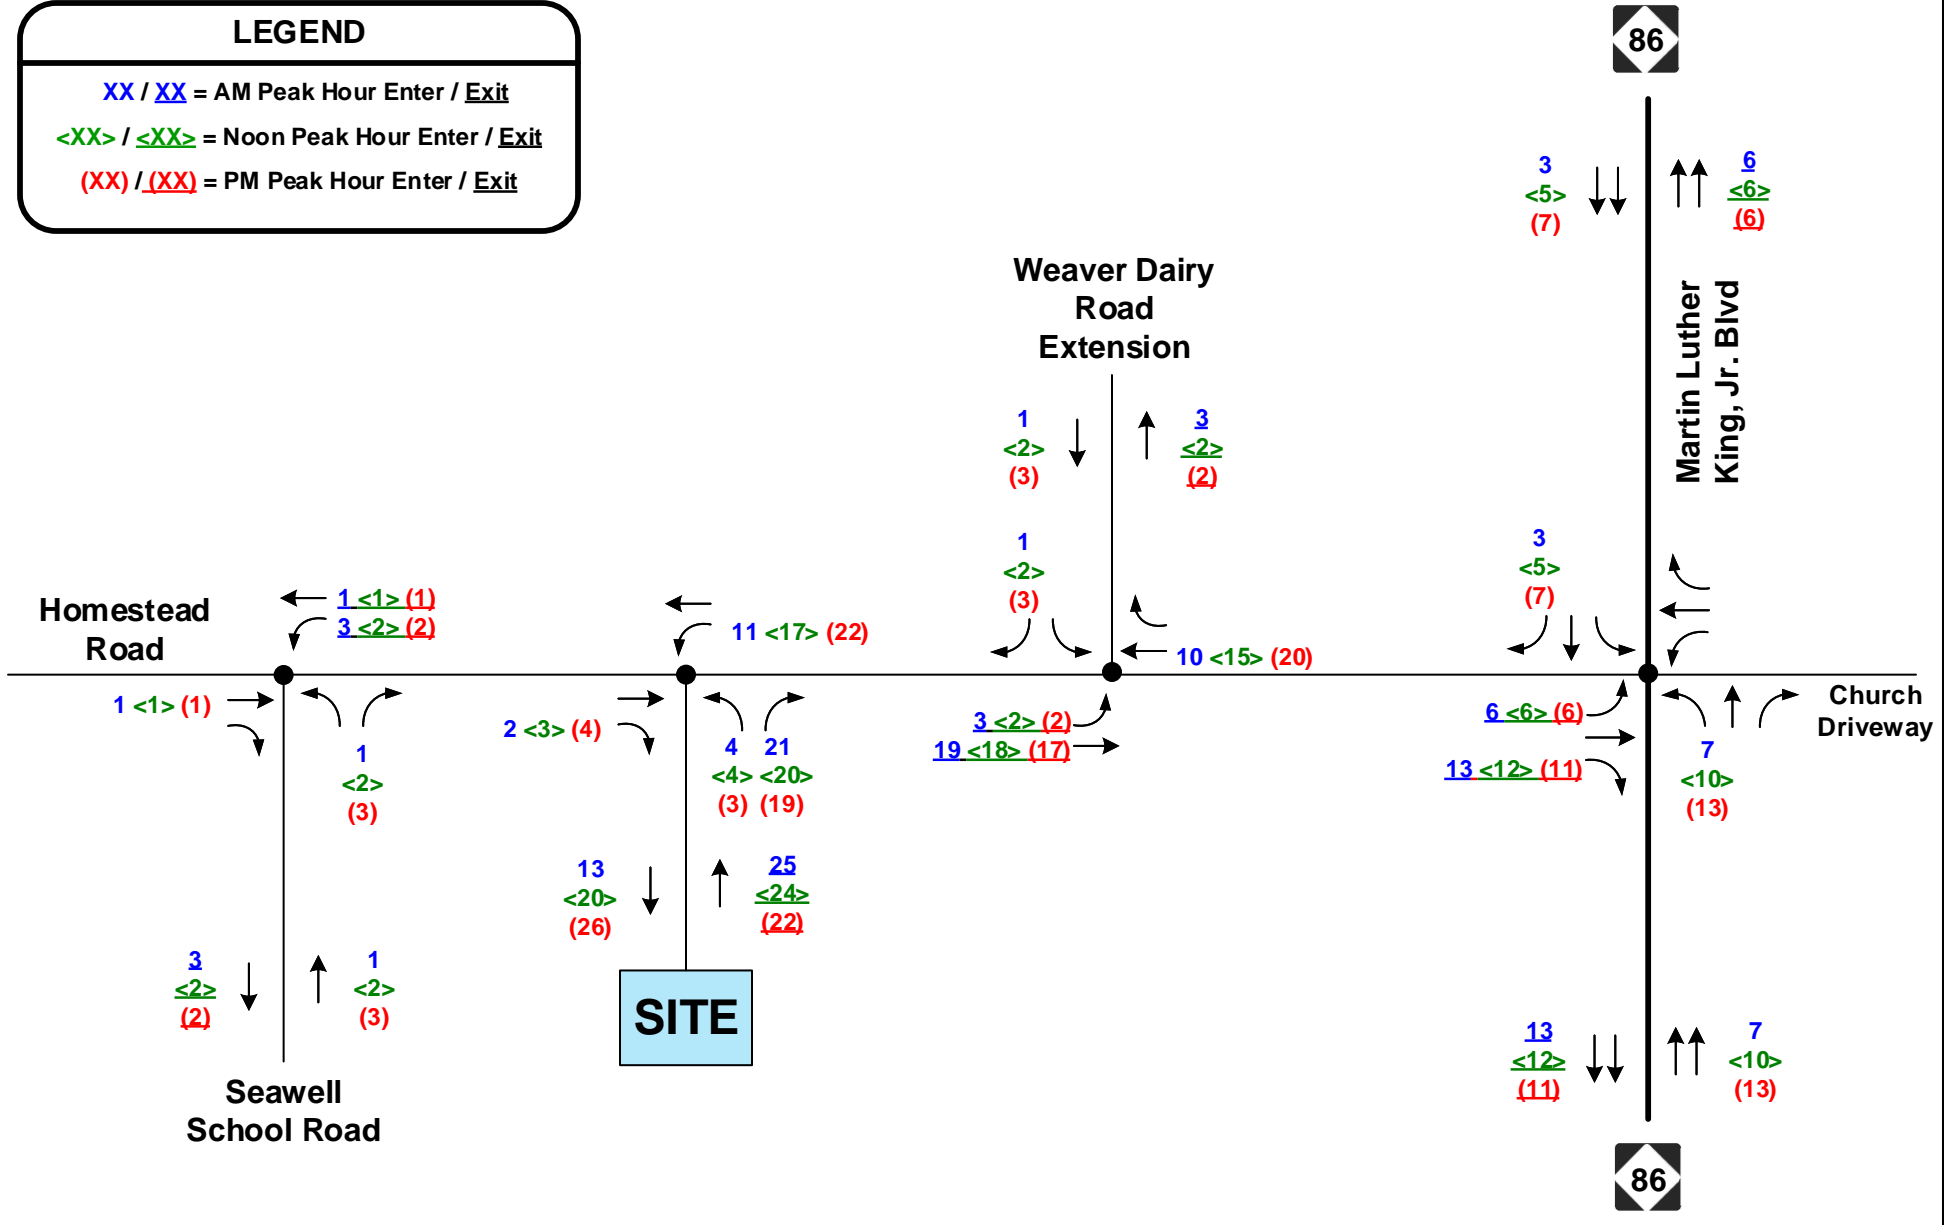 LEGEND
XX / XX = AM Peak Hour Enter / Exit
<XX> / <XX> = Noon Peak Hour Enter / Exit
(XX) / (XX) = PM Peak Hour Enter / Exit
86
3
<5>
(7)
6
<6>
(6)
Martin Luther
King, Jr. Blvd
Weaver Dairy
Road
Extension
1
<2>
(3)
3
<2>
(2)
1
<2>
(3)
3
<5>
(7)
Homestead
Road
1 <1> (1)
3 <2> (2)
11 <17> (22)
10 <15> (20)
1 <1> (1)
1
<2>
(3)
2 <3> (4)
4 21
<4> <20>
(3) (19)
3 <2> (2)
19 <18> (17)
6 <6> (6)
13 <12> (11)
7
<10>
(13)
Church
Driveway
13
<20>
(26)
25
<24>
(22)
3
<2>
(2)
1
<2>
(3)
SITE
Seawell
School Road
13
<12>
(11)
7
<10>
(13)
86